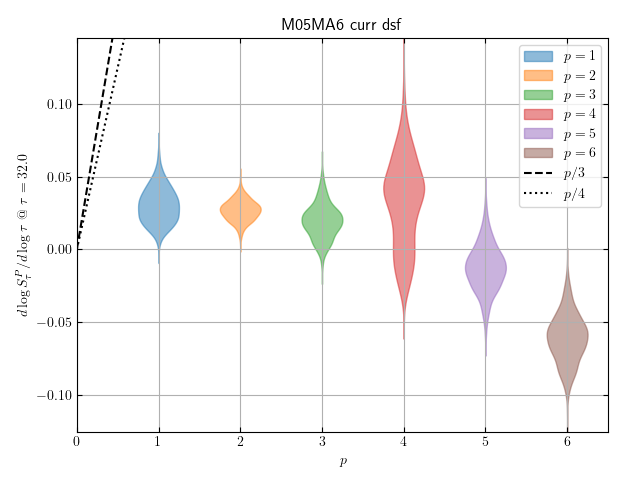 M05MA6 curr dsf
d log S_τ^P / d log τ @ τ = 32.0
0.10
0.05
0.00
−0.05
−0.10
0 1 2 3 4 5 6
p
p = 1
p = 2
p = 3
p = 4
p = 5
p = 6
p/3
p/4